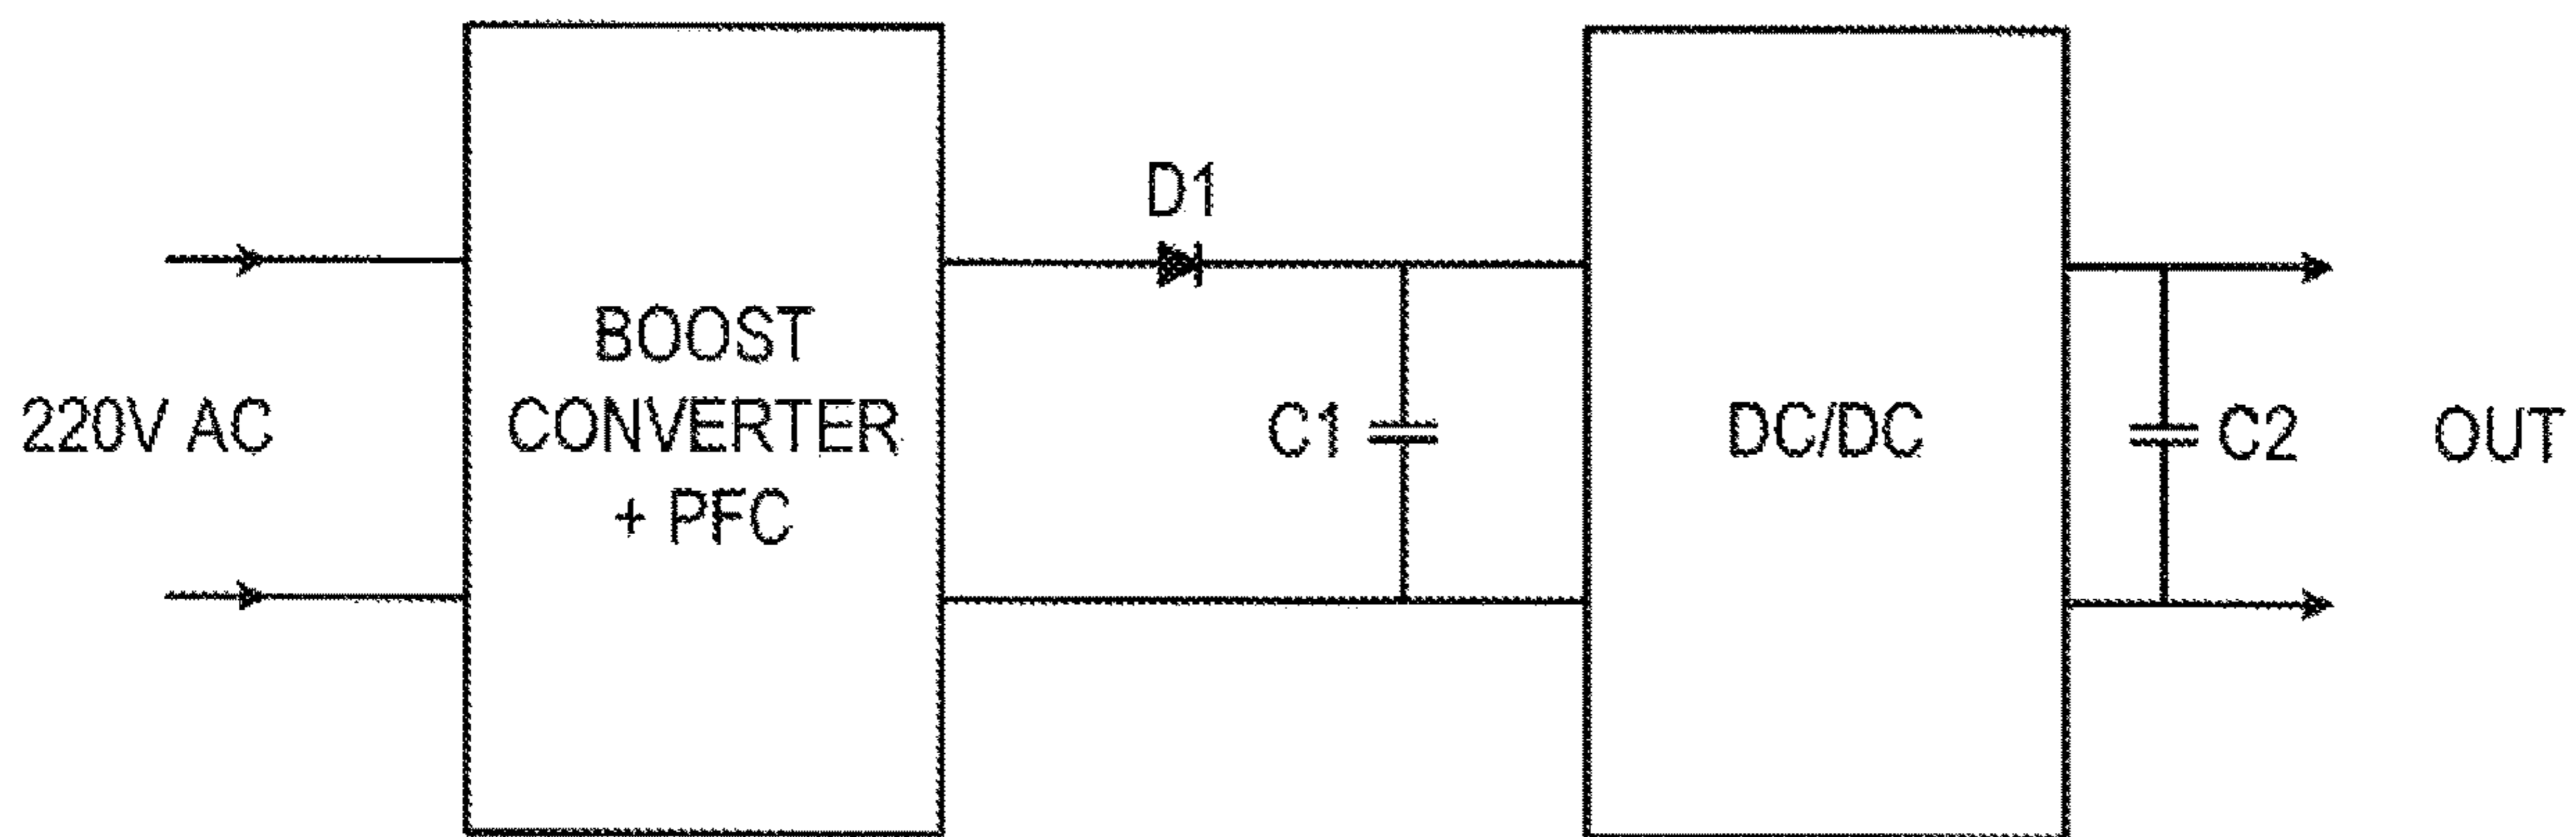 220V AC
BOOST
CONVERTER
+ PFC
D1
C1
DC/DC
C2
OUT